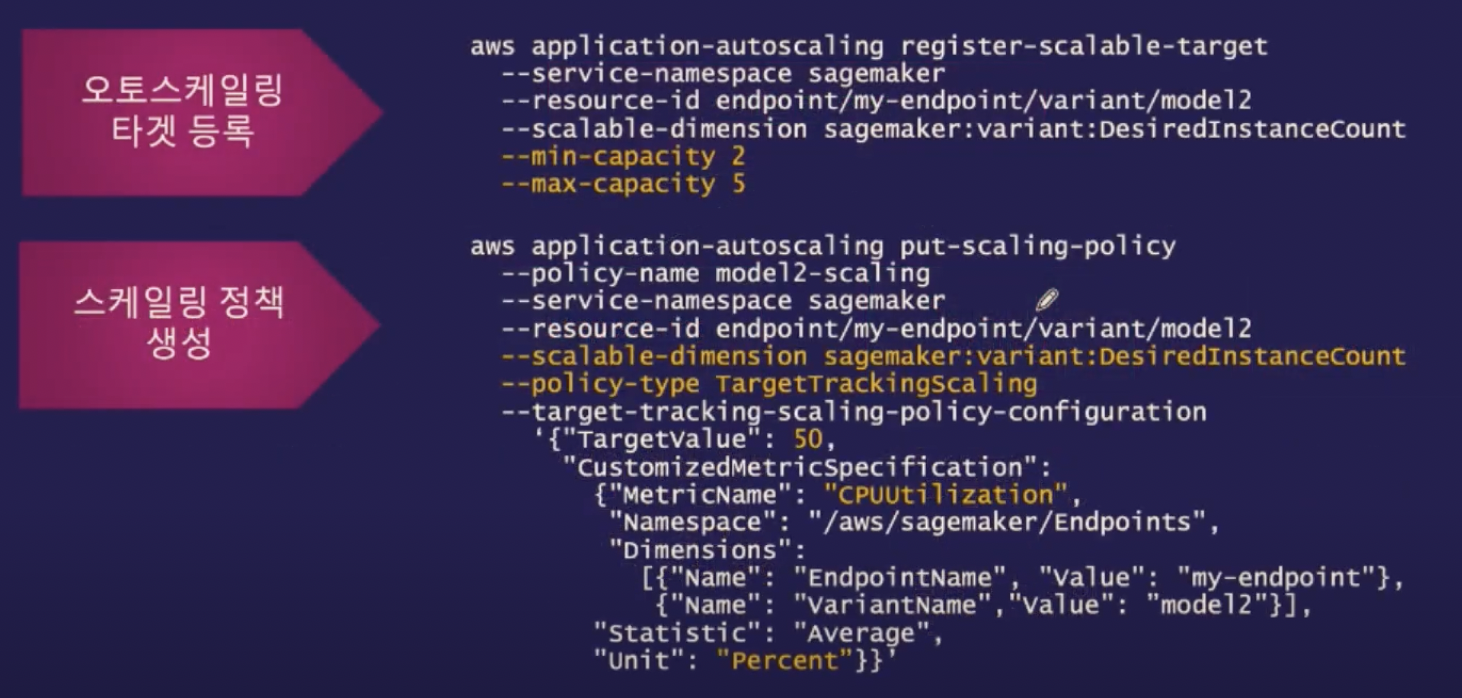 오토스케일링
타겟 등록
aws application-autoscaling register-scalable-target
--service-namespace sagemaker
--resource-id endpoint/my-endpoint/variant/model2
--scalable-dimension sagemaker:variant:DesiredInstanceCount
--min-capacity 2
--max-capacity 5
스케일링 정책
생성
aws application-autoscaling put-scaling-policy
--policy-name model2-scaling
--service-namespace sagemaker
--resource-id endpoint/my-endpoint/variant/model2
--scalable-dimension sagemaker:variant:DesiredInstanceCount
--policy-type TargetTrackingScaling
--target-tracking-scaling-policy-configuration
‘{"TargetValue": 50,
"CustomizedMetricSpecification":
{"MetricName": "CPUUtilization",
"Namespace": "/aws/sagemaker/Endpoints",
"Dimensions":
[{"Name": "EndpointName", "Value": "my-endpoint"},
{"Name": "VariantName","Value": "model2"}],
"Statistic": "Average",
"Unit": "Percent”}}’